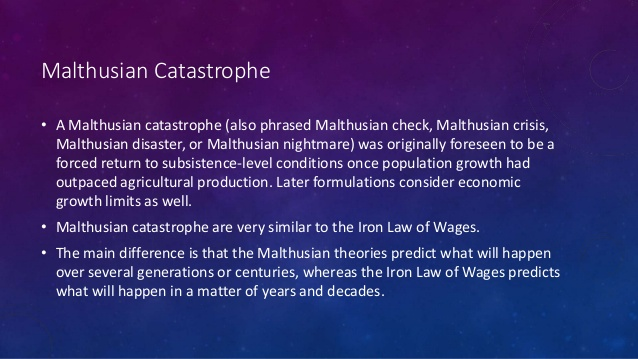 Malthusian Catastrophe
• A Malthusian catastrophe (also phrased Malthusian check, Malthusian crisis,
Malthusian disaster, or Malthusian nightmare) was originally foreseen to be a
forced return to subsistence-level conditions once population growth had
outpaced agricultural production. Later formulations consider economic
growth limits as well.
• Malthusian catastrophe are very similar to the Iron Law of Wages.
• The main difference is that the Malthusian theories predict what will happen
over several generations or centuries, whereas the Iron Law of Wages predicts
what will happen in a matter of years and decades.